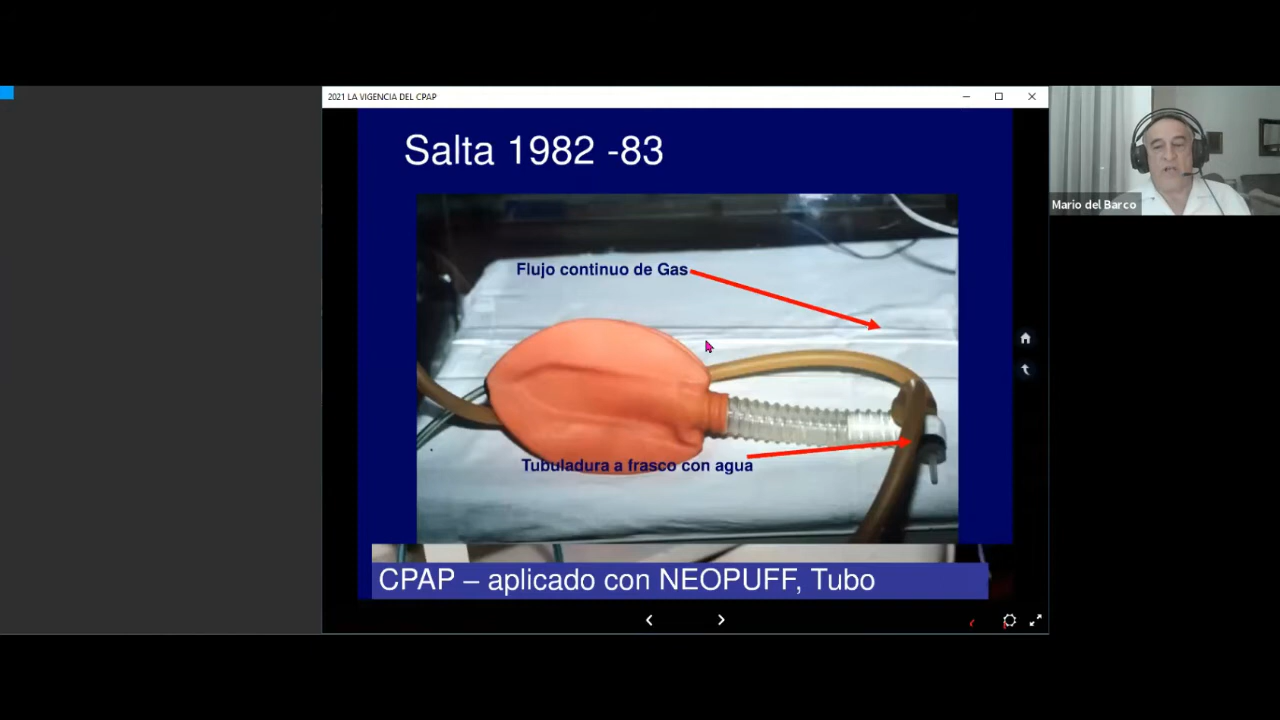 2021 LA VIGENCIA DEL CPAP
Salta 1982 -83
Mario del Barco
Flujo continuo de Gas
Tubuladura a frasco con agua
CPAP – aplicado con NEOPUFF, Tubo